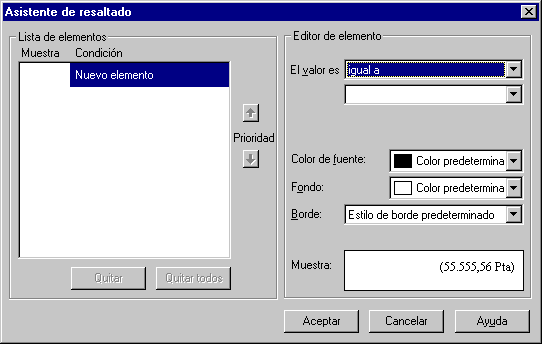 Asistente de resaltado
Lista de elementos
Muestra Condición
Nuevo elemento
Prioridad
Quitar Quitar todos
Editor de elemento
El valor es igual a
Color de fuente: Color predetermina
Fondo: Color predetermina
Borde: Estilo de borde predeterminado
Muestra: (55.555,56 Pta)
Aceptar Cancelar Ayuda